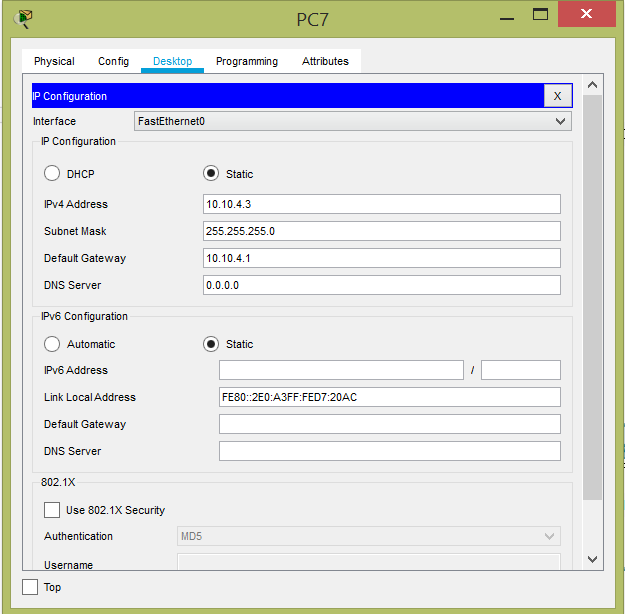 PC7
Physical Config Desktop Programming Attributes
IP Configuration X
Interface FastEthernet0
IP Configuration
DHCP Static
IPv4 Address 10.10.4.3
Subnet Mask 255.255.255.0
Default Gateway 10.10.4.1
DNS Server 0.0.0.0
IPv6 Configuration
Automatic Static
IPv6 Address /
Link Local Address FE80::2E0:A3FF:FED7:20AC
Default Gateway
DNS Server
802.1X
Use 802.1X Security
Authentication MD5
Username
Top